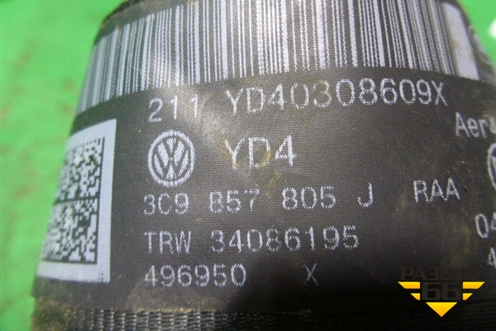 211 YD40308609X
YD4
3C9 857 805 J RAA
TRW 34086195
496950 X